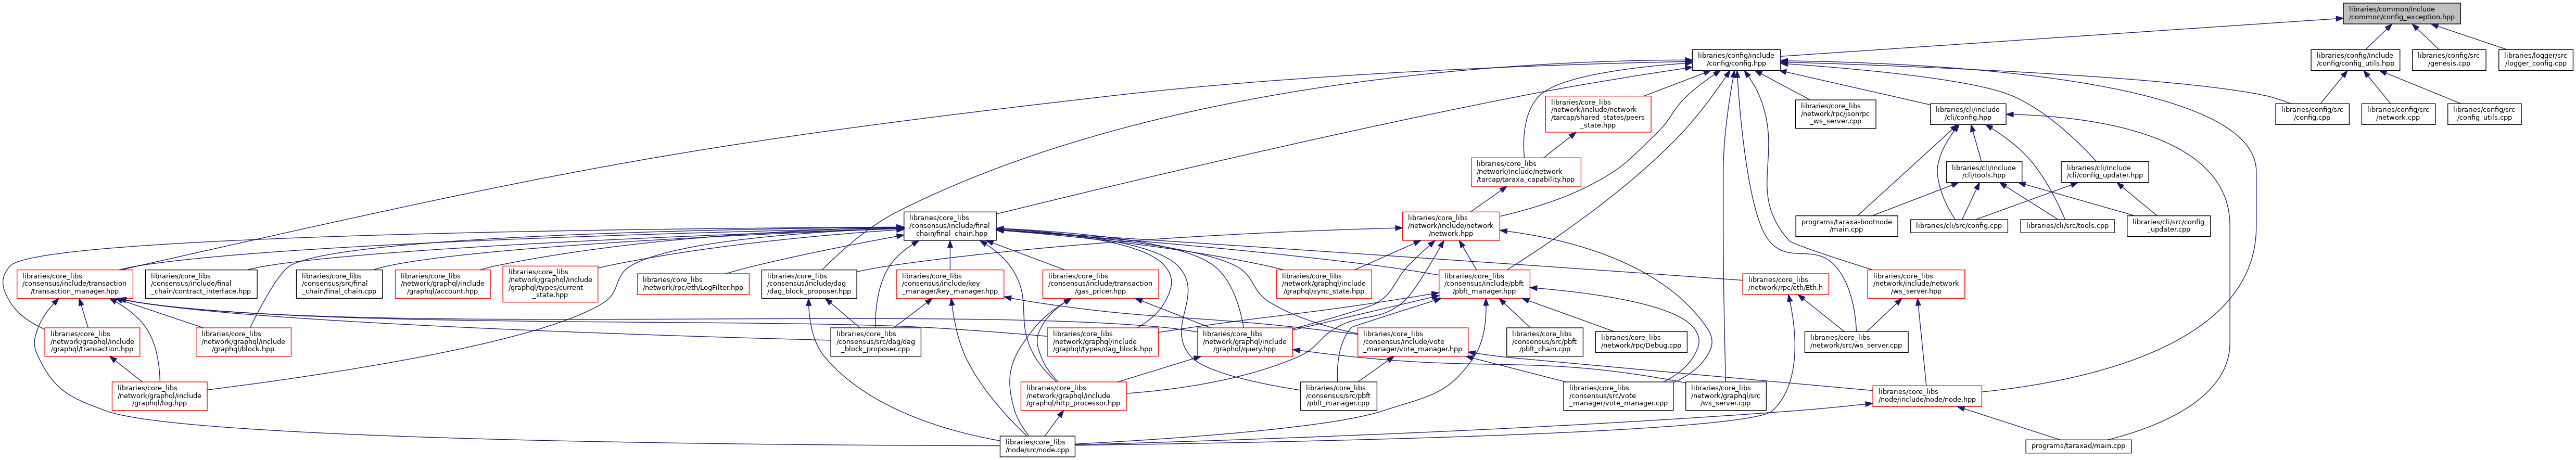 libraries/common/include
/common/config_exception.hpp
libraries/config/include
/config/config.hpp
libraries/config/include
/config/config_utils.hpp
libraries/config/src
/genesis.cpp
libraries/logger/src
/logger_config.cpp
libraries/core_libs
/network/include/network
/tarcap/shared_states/peers
_state.hpp
libraries/core_libs
/network/rpc/jsonrpc
_ws_server.cpp
libraries/cli/include
/cli/config.hpp
libraries/config/src
/config.cpp
libraries/config/src
/network.cpp
libraries/config/src
/config_utils.cpp
libraries/core_libs
/network/include/network
/tarcap/taraxa_capability.hpp
libraries/cli/include
/cli/tools.hpp
libraries/cli/include
/cli/config_updater.hpp
libraries/core_libs
/consensus/include/final
_chain/final_chain.hpp
libraries/core_libs
/network/include/network
/network.hpp
programs/taraxa-bootnode
/main.cpp
libraries/cli/src/config.cpp
libraries/cli/src/tools.cpp
libraries/cli/src/config
_updater.cpp
libraries/core_libs
/consensus/include/transaction
/transaction_manager.hpp
libraries/core_libs
/consensus/include/final
_chain/contract_interface.hpp
libraries/core_libs
/consensus/src/final
_chain/final_chain.cpp
libraries/core_libs
/network/graphql/include
/graphql/account.hpp
libraries/core_libs
/network/graphql/include
/graphql/types/current
_state.hpp
libraries/core_libs
/network/rpc/eth/LogFilter.hpp
libraries/core_libs
/consensus/include/dag
/dag_block_proposer.hpp
libraries/core_libs
/consensus/include/key
_manager/key_manager.hpp
libraries/core_libs
/consensus/include/transaction
/gas_pricer.hpp
libraries/core_libs
/network/graphql/include
/graphql/sync_state.hpp
libraries/core_libs
/consensus/include/pbft
/pbft_manager.hpp
libraries/core_libs
/network/rpc/eth/Eth.h
libraries/core_libs
/network/include/network
/ws_server.hpp
libraries/core_libs
/network/graphql/include
/graphql/transaction.hpp
libraries/core_libs
/network/graphql/include
/graphql/block.hpp
libraries/core_libs
/consensus/src/dag/dag
_block_proposer.cpp
libraries/core_libs
/network/graphql/include
/graphql/types/dag_block.hpp
libraries/core_libs
/network/graphql/include
/graphql/query.hpp
libraries/core_libs
/consensus/include/vote
_manager/vote_manager.hpp
libraries/core_libs
/consensus/src/pbft
/pbft_chain.cpp
libraries/core_libs
/network/rpc/Debug.cpp
libraries/core_libs
/network/src/ws_server.cpp
libraries/core_libs
/network/graphql/include
/graphql/log.hpp
libraries/core_libs
/network/graphql/include
/graphql/http_processor.hpp
libraries/core_libs
/consensus/src/pbft
/pbft_manager.cpp
libraries/core_libs
/consensus/src/vote
_manager/vote_manager.cpp
libraries/core_libs
/network/graphql/src
/ws_server.cpp
libraries/core_libs
/node/include/node/node.hpp
libraries/core_libs
/node/src/node.cpp
programs/taraxad/main.cpp